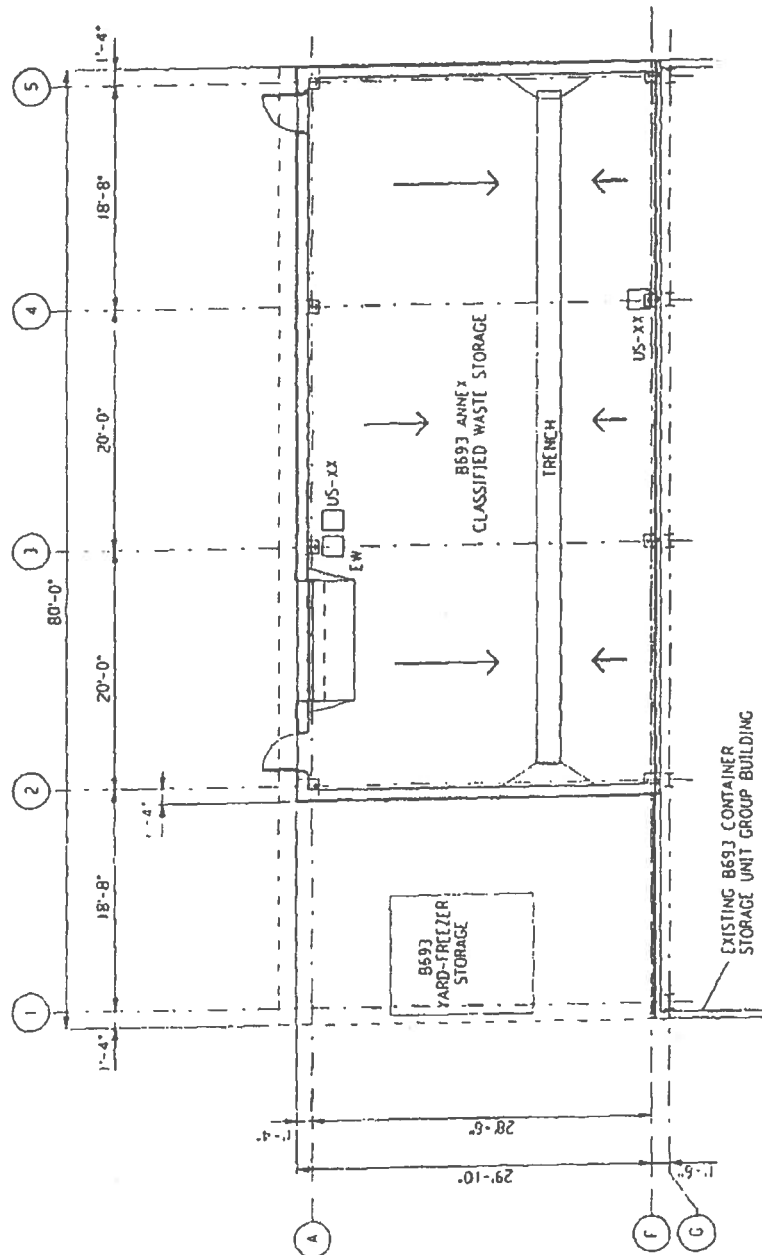 1
2
3
4
5
1'-4"
80'-0"
1'-4"
18'-8"
20'-0"
20'-0"
18'-8"
1'-4"
A
F
G
1'-4"
28'-6"
29'-10"
1'-6"
B693
YARD-FREEZER
STORAGE
EW
US-XX
B693 ANNEX
CLASSIFIED WASTE STORAGE
TRENCH
US-XX
EXISTING B693 CONTAINER
STORAGE UNIT GROUP BUILDING